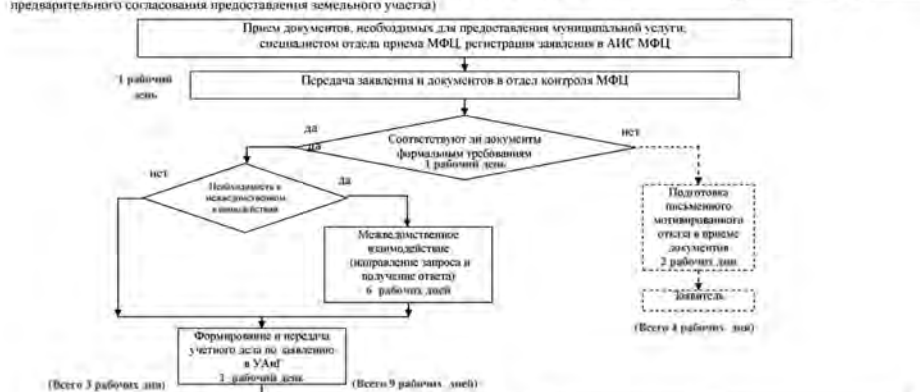 предварительного согласования предоставления земельного участка)
Прием документов, необходимых для предоставления муниципальной услуги,
специалистом отдела приема МФЦ, регистрация заявления в АИС МФЦ
1 рабочий
день
Передача заявления и документов в отдел контроля МФЦ
да
да
Соответствуют ли документы
формальным требованиям
1 рабочий день
нет
нет
Необходимость в
межведомственном
взаимодействии
да
Подготовка
письменного
мотивированного
отказа в приеме
документов
2 рабочих дня
Межведомственное
взаимодействие
(направление запроса и
получение ответа)
6 рабочих дней
Заявитель
(Всего 4 рабочих дня)
Формирование и передача
учетного дела по заявлению
в УАиГ
1 рабочий день
(Всего 3 рабочих дня)
(Всего 9 рабочих дней)